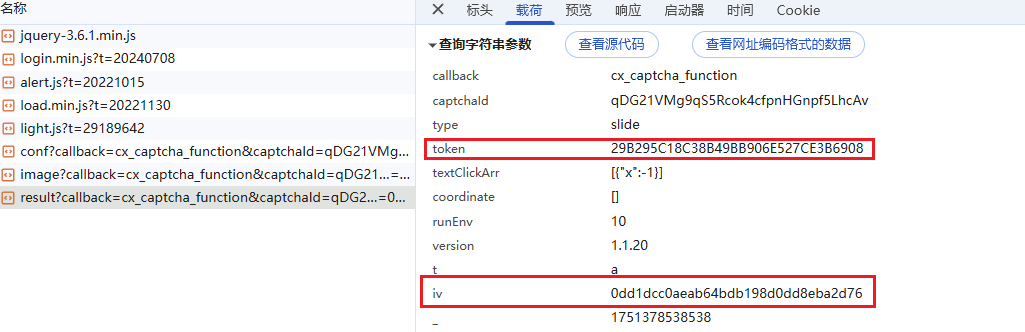 名称
jquery-3.6.1.min.js
login.min.js?t=20240708
alert.js?t=20221015
load.min.js?t=20221130
light.js?t=29189642
conf?callback=cx_captcha_function&captchaId=qDG21VMg...
image?callback=cx_captcha_function&captchaId=qDG21...=...
result?callback=cx_captcha_function&captchaId=qDG2...=0...
标头 载荷 预览 响应 启动器 时间 Cookie
查询字符串参数 查看源代码 查看网址编码格式的数据
callback cx_captcha_function
captchaId qDG21VMg9qS5Rcok4cfpnHGnpf5LhcAv
type slide
token 29B295C18C38B49BB906E527CE3B6908
textClickArr [{"x":-1}]
coordinate []
runEnv 10
version 1.1.20
t a
iv 0dd1dcc0aeab64bdb198d0dd8eba2d76
_ 1751378538538